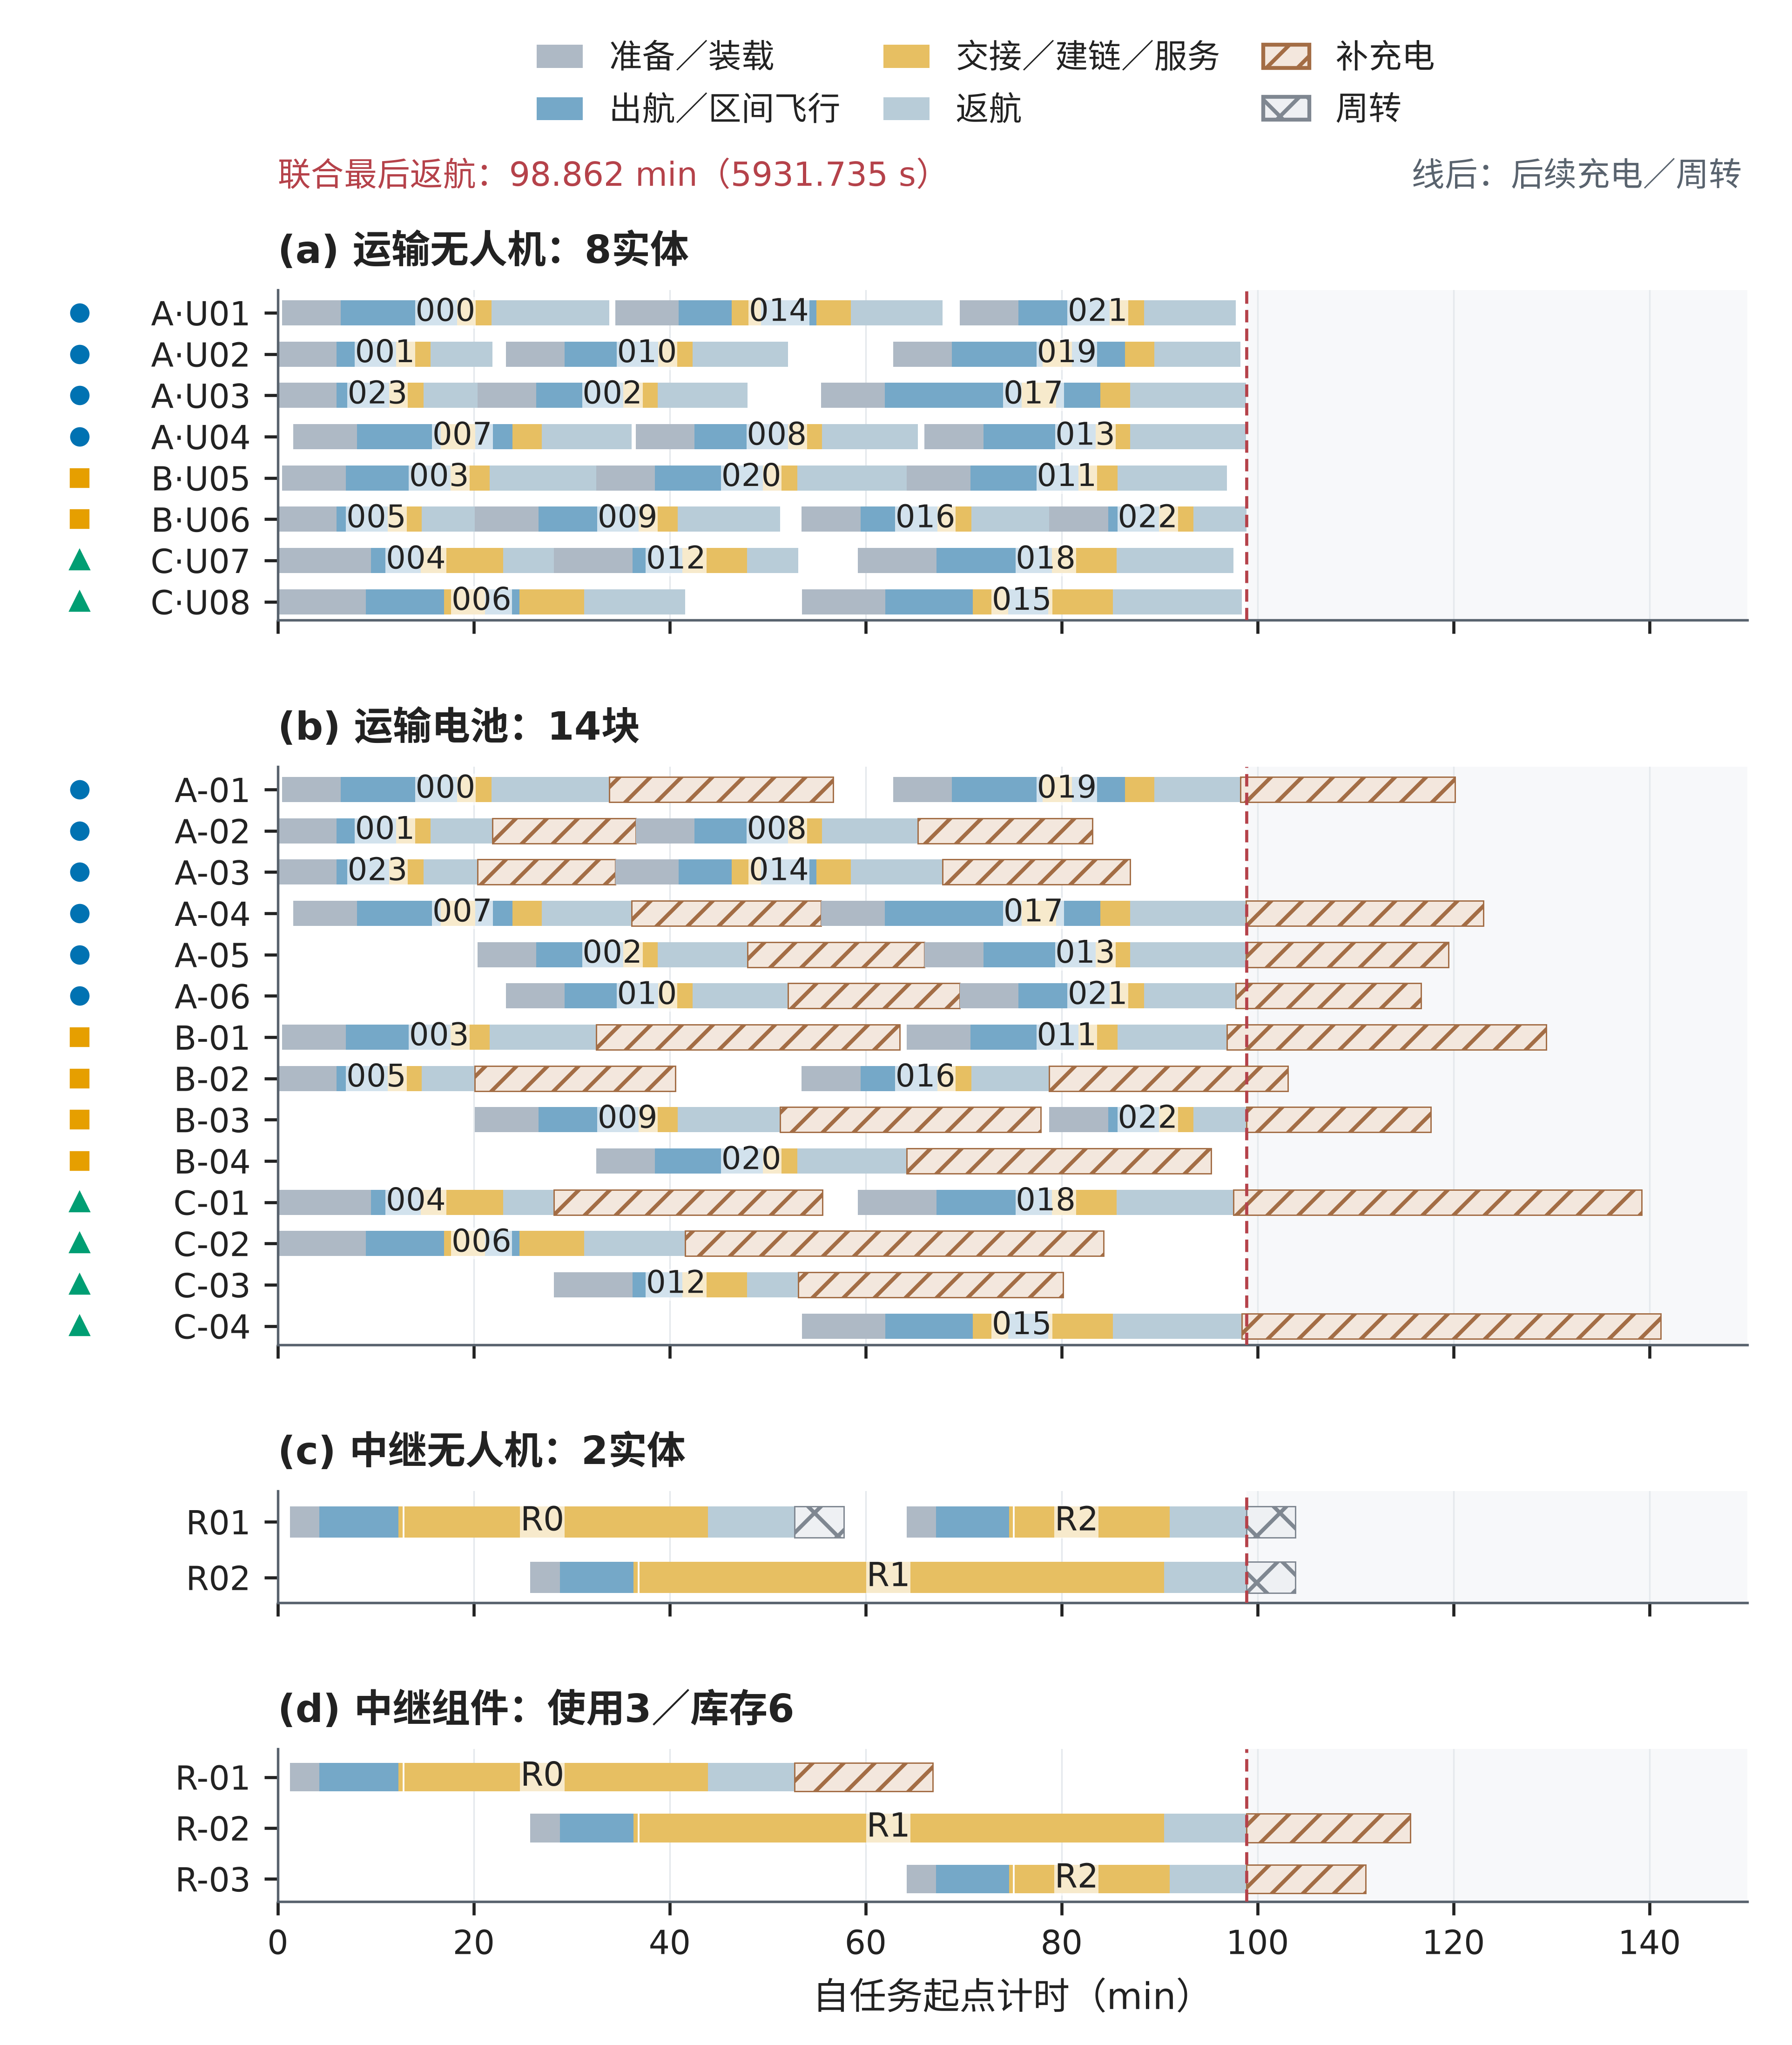 准备／装载 交接／建链／服务 补充电
出航／区间飞行 返航 周转
联合最后返航：98.862 min（5931.735 s） 线后：后续充电／周转
(a) 运输无人机：8实体
A·U01 000 014 021
A·U02 001 010 019
A·U03 023 002 017
A·U04 007 008 013
B·U05 003 020 011
B·U06 005 009 016 022
C·U07 004 012 018
C·U08 006 015
(b) 运输电池：14块
A-01 000 019
A-02 001 008
A-03 023 014
A-04 007 017
A-05 002 013
A-06 010 021
B-01 003 011
B-02 005 016
B-03 009 022
B-04 020
C-01 004 018
C-02 006
C-03 012
C-04 015
(c) 中继无人机：2实体
R01 R0 R2
R02 R1
(d) 中继组件：使用3／库存6
R-01 R0
R-02 R1
R-03 R2
0 20 40 60 80 100 120 140
自任务起点计时（min）